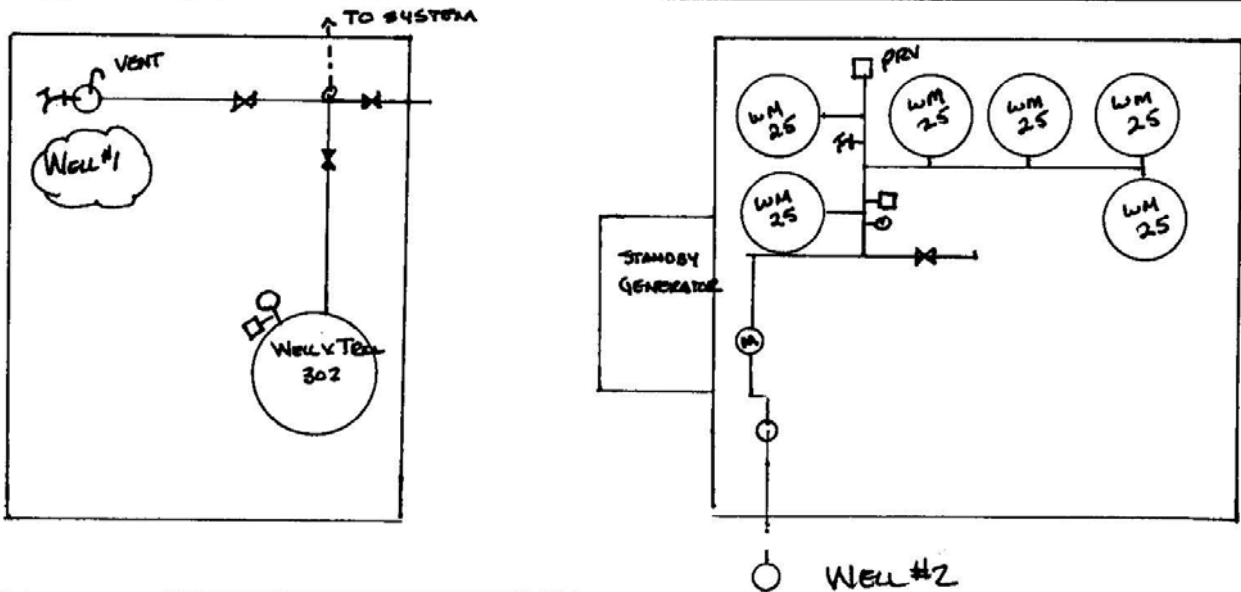 TO SYSTEM
VENT
WELL #1
WELL X TROL
302
PRV
WM
25
WM
25
WM
25
WM
25
WM
25
WM
25
STANDBY
GENERATOR
M
WELL #2